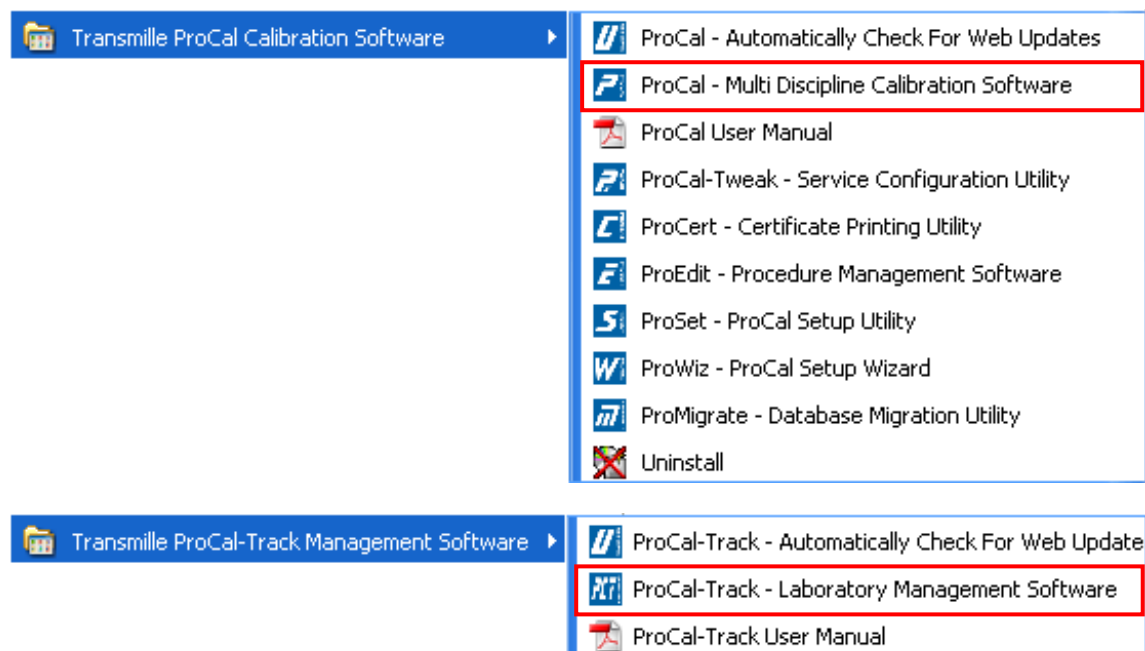 Transmille ProCal Calibration Software
ProCal - Automatically Check For Web Updates
ProCal - Multi Discipline Calibration Software
ProCal User Manual
ProCal-Tweak - Service Configuration Utility
ProCert - Certificate Printing Utility
ProEdit - Procedure Management Software
ProSet - ProCal Setup Utility
ProWiz - ProCal Setup Wizard
ProMigrate - Database Migration Utility
Uninstall
Transmille ProCal-Track Management Software
ProCal-Track - Automatically Check For Web Update
ProCal-Track - Laboratory Management Software
ProCal-Track User Manual